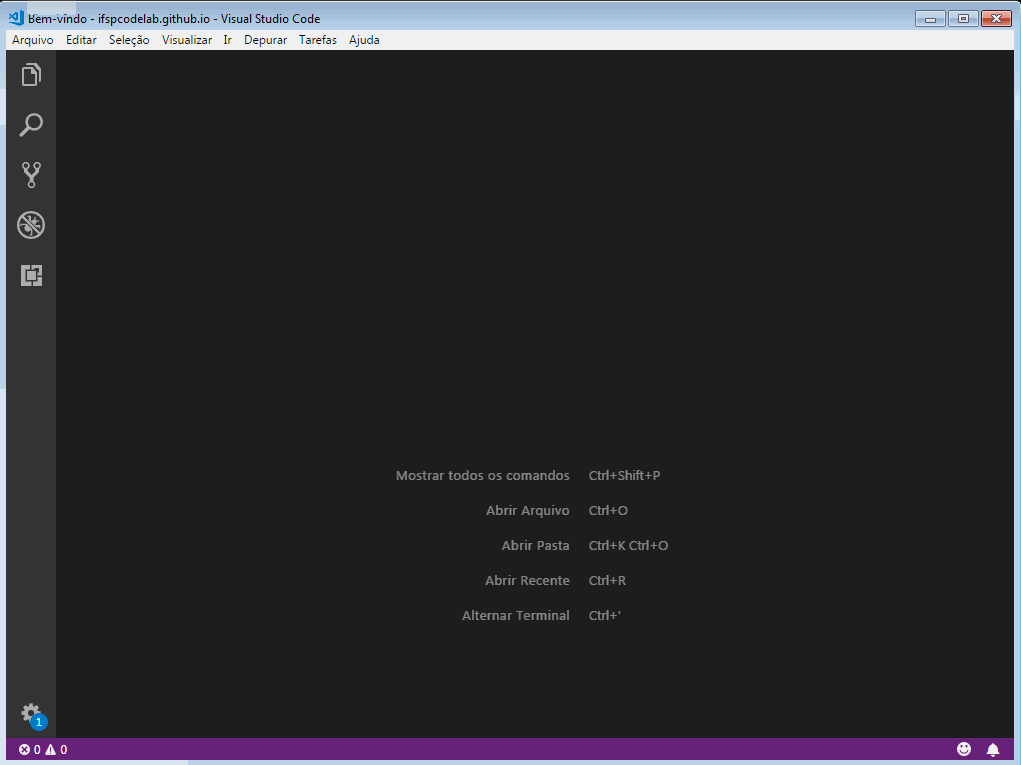 Bem-vindo - ifspcodelab.github.io - Visual Studio Code
Arquivo Editar Seleção Visualizar Ir Depurar Tarefas Ajuda
Mostrar todos os comandos Ctrl+Shift+P
Abrir Arquivo Ctrl+O
Abrir Pasta Ctrl+K Ctrl+O
Abrir Recente Ctrl+R
Alternar Terminal Ctrl+'
1
0 0